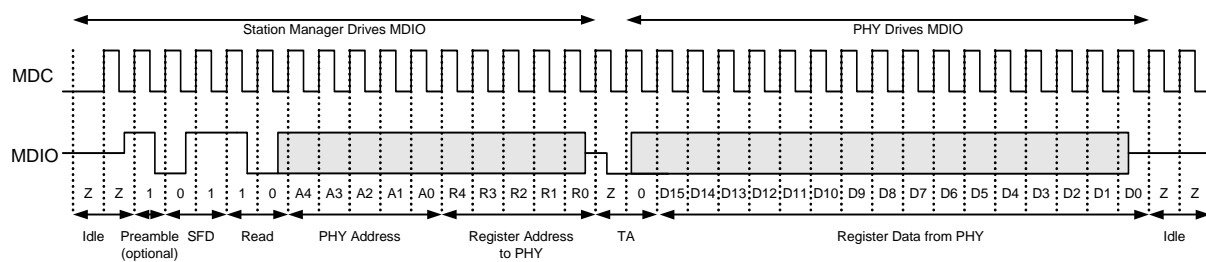 Station Manager Drives MDIO PHY Drives MDIO
MDC
MDIO
Z Z 1 0 1 1 0 A4 A3 A2 A1 A0 R4 R3 R2 R1 R0 Z 0 D15 D14 D13 D12 D11 D10 D9 D8 D7 D6 D5 D4 D3 D2 D1 D0 Z Z
Idle Preamble SFD Read PHY Address Register Address TA Register Data from PHY Idle
(optional) to PHY